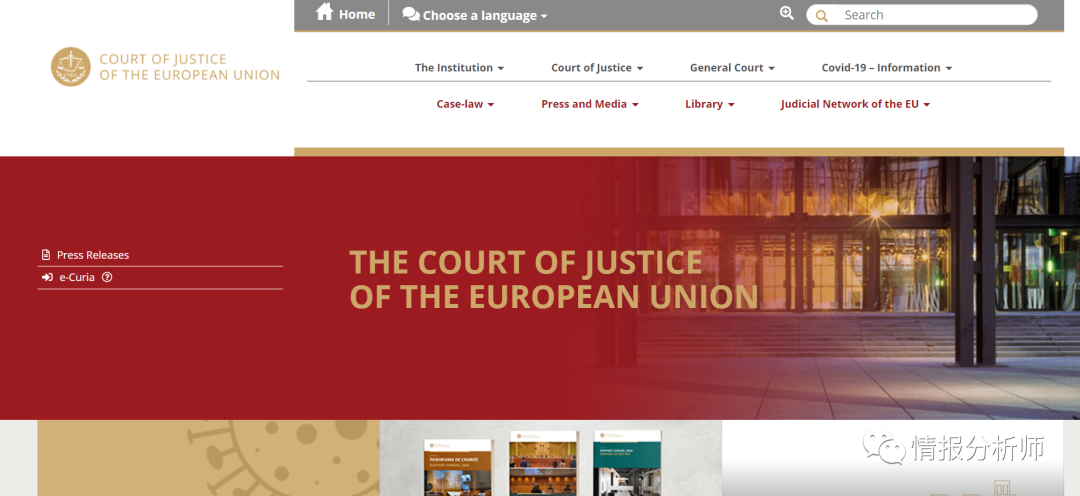 Home
Choose a language
Search
COURT OF JUSTICE
OF THE EUROPEAN UNION
The Institution
Court of Justice
General Court
Covid-19 – Information
Case-law
Press and Media
Library
Judicial Network of the EU
Press Releases
e-Curia
THE COURT OF JUSTICE
OF THE EUROPEAN UNION
PANORAMA DE L'ANNÉE
情报分析师